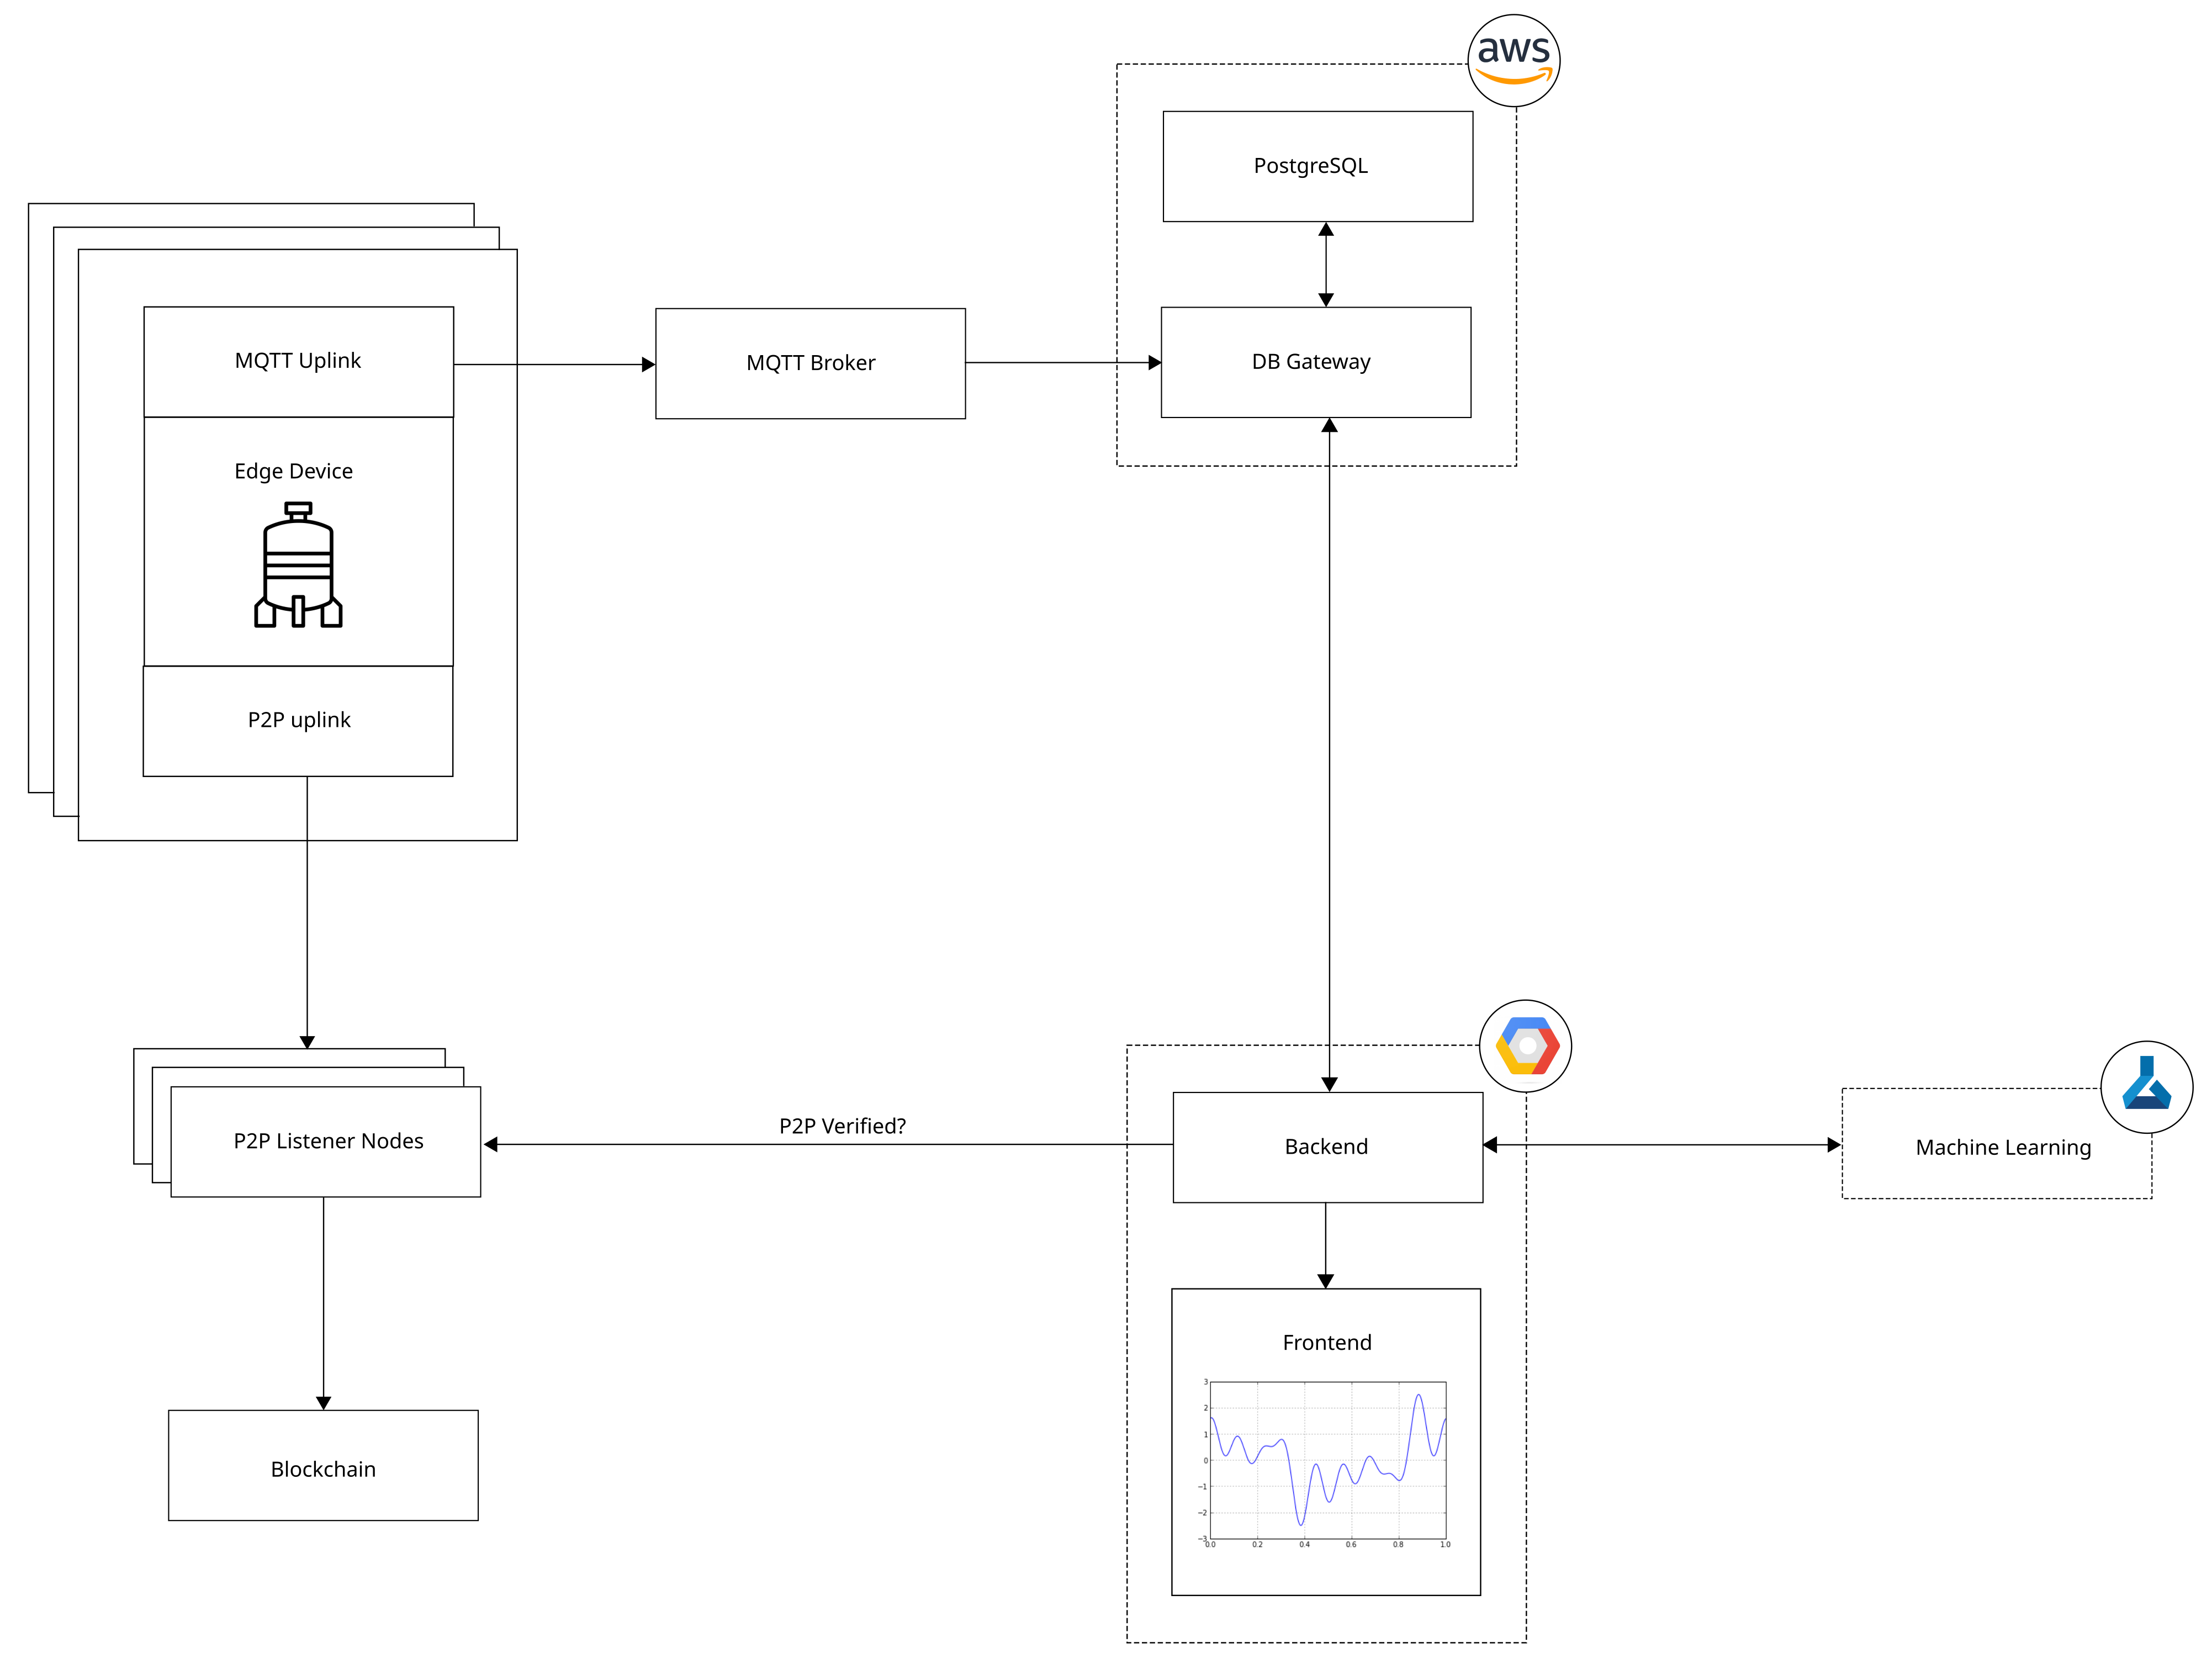 aws
PostgreSQL
MQTT Uplink
MQTT Broker
DB Gateway
Edge Device
P2P uplink
P2P Listener Nodes
P2P Verified?
Backend
Machine Learning
Frontend
3
2
1
0
−1
−2
−3
0.0 0.2 0.4 0.6 0.8 1.0
Blockchain